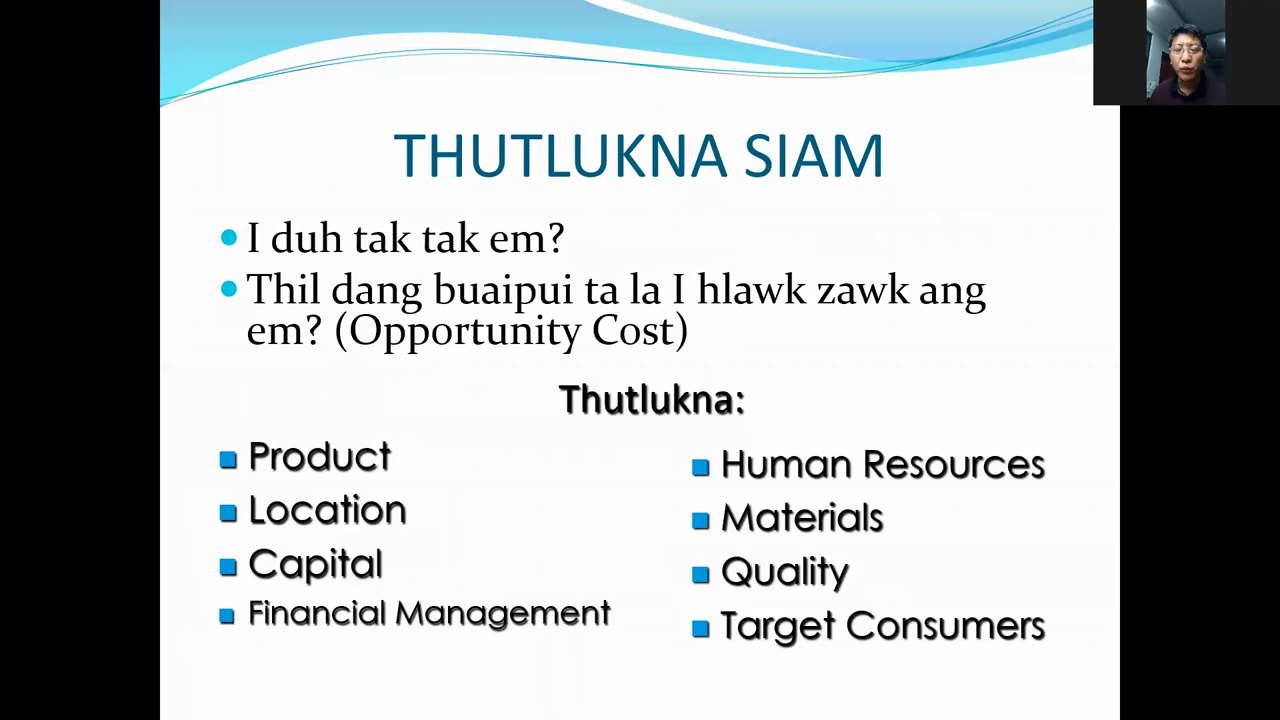 THUTLUKNA SIAM
I duh tak tak em?
Thil dang buaipui ta la I hlawk zawk ang
em? (Opportunity Cost)
Thutlukna:
Product
Location
Capital
Financial Management
Human Resources
Materials
Quality
Target Consumers